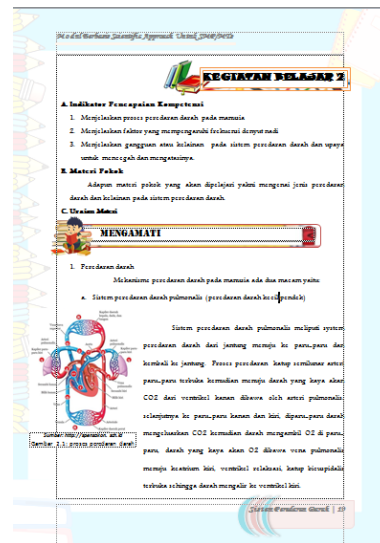 Modul Berbasis Scientific Approach Untuk SMP/MTs
KEGIATAN BELAJAR 2
A. Indikator Pencapaian Kompetensi
1. Menjelaskan proses peredaran darah pada manusia
2. Menjelaskan faktor yang mempengaruhi frekuensi denyut nadi
3. Menjelaskan gangguan atau kelainan pada sistem peredaran darah dan upaya
untuk mencegah dan mengatasinya.
B. Materi Pokok
Adapun materi pokok yang akan dipelajari yakni mengenai jenis peredaran
darah dan kelainan pada sistem peredaran darah.
C. Uraian Materi
MENGAMATI
1. Peredaran darah
Mekanisme peredaran darah pada manusia ada dua macam yaitu:
a. Sistem peredaran darah pulmonalis (peredaran darah kecil/pendek)
Sistem peredaran darah pulmonalis meliputi system
peredaran darah dari jantung menuju ke paru-paru dan
kembali ke jantung. Proses peredaran katup semilunar arteri
paru-paru terbuka kemudian menuju darah yang kaya akan
CO2 dari ventrikel kanan dibawa oleh arteri pulmonalis
selanjutnya ke paru-paru kanan dan kiri, diparu-paru darah
mengeluarkan CO2 kemudian darah mengambil O2 di paru-
paru, darah yang kaya akan O2 dibawa vena pulmonalis
menuju keatrium kiri, ventrikel relaksasi, katup bicuspidalis
terbuka sehingga darah mengalir ke ventrikel kiri.
Gambar 2.1: proses peredaran darah
Sistem Peredaran Darah | 19